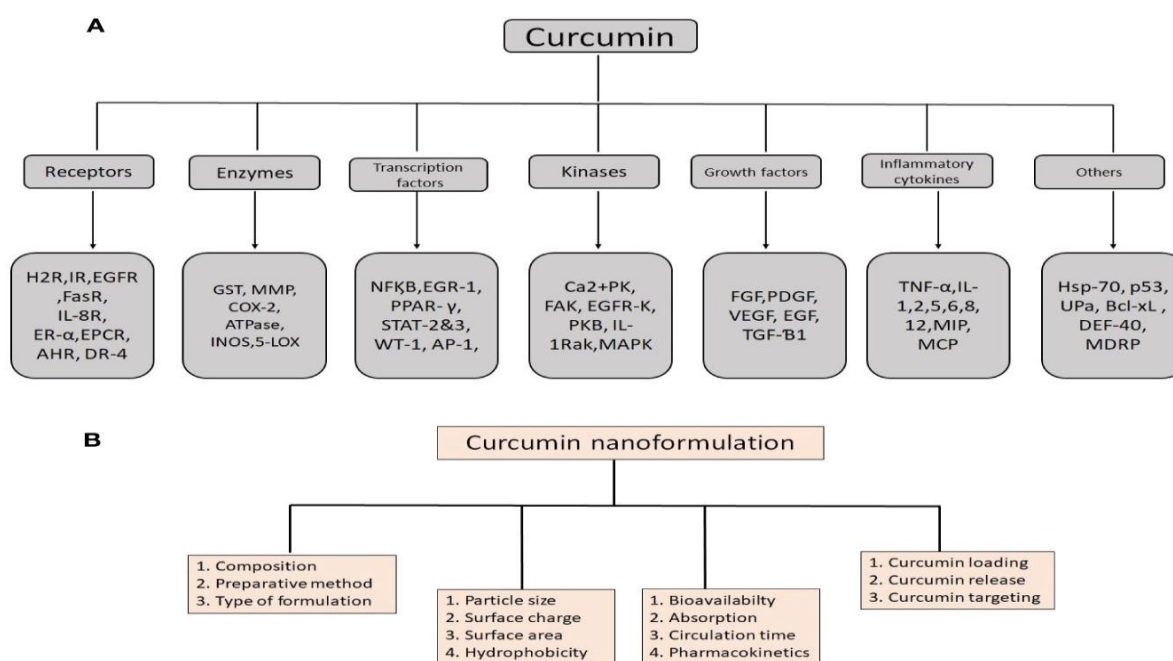 A
Curcumin
Receptors
Enzymes
Transcription
factors
Kinases
Growth factors
Inflammatory
cytokines
Others
H2R,IR,EGFR
,FasR,
IL-8R,
ER-α,EPCR,
AHR, DR-4
GST, MMP,
COX-2,
ATPase,
INOS,5-LOX
NFĶB,EGR-1,
PPAR- γ,
STAT-2&3,
WT-1, AP-1,
Ca2+PK,
FAK, EGFR-K,
PKB, IL-
1Rak,MAPK
FGF,PDGF,
VEGF, EGF,
TGF-Ɓ1
TNF-α,IL-
1,2,5,6,8,
12,MIP,
MCP
Hsp-70, p53,
UPa, Bcl-xL ,
DEF-40,
MDRP
B
Curcumin nanoformulation
1. Composition
2. Preparative method
3. Type of formulation
1. Particle size
2. Surface charge
3. Surface area
4. Hydrophobicity
1. Bioavailabilty
2. Absorption
3. Circulation time
4. Pharmacokinetics
1. Curcumin loading
2. Curcumin release
3. Curcumin targeting